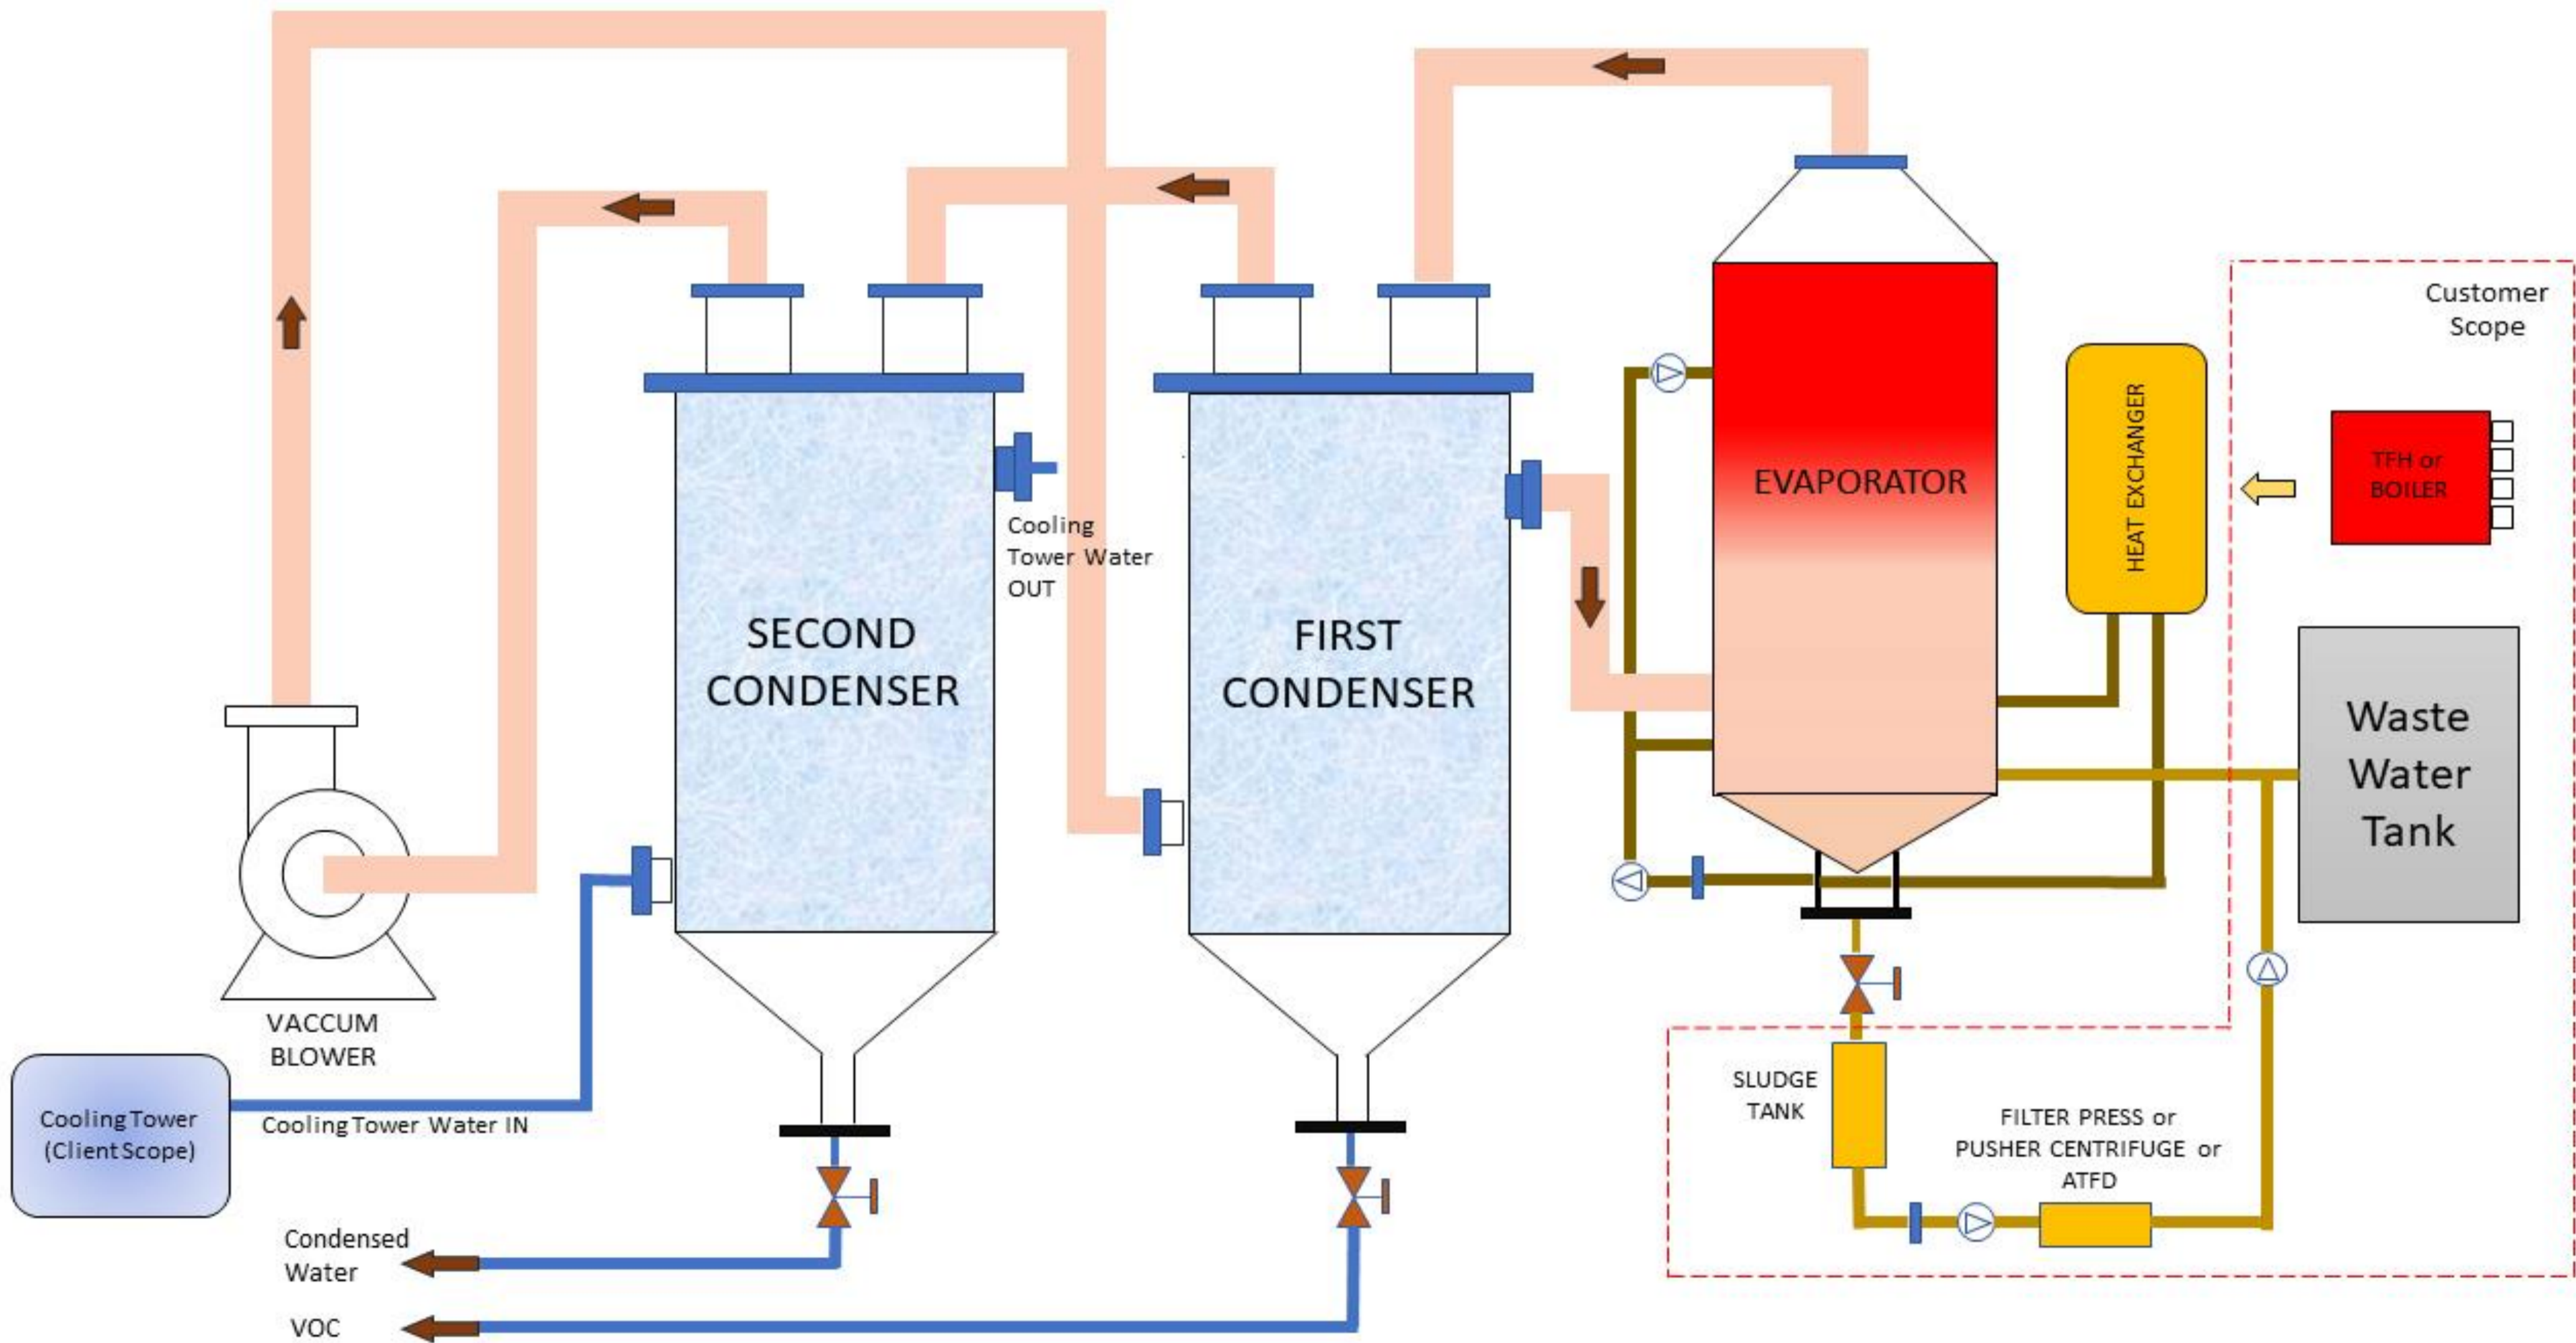 Customer
Scope
HEAT EXCHANGER
TFH or
BOILER
EVAPORATOR
Cooling
Tower Water
OUT
SECOND
CONDENSER
FIRST
CONDENSER
Waste
Water
Tank
VACCUM
BLOWER
Cooling Tower
(Client Scope)
Cooling Tower Water IN
SLUDGE
TANK
FILTER PRESS or
PUSHER CENTRIFUGE or
ATFD
Condensed
Water
VOC